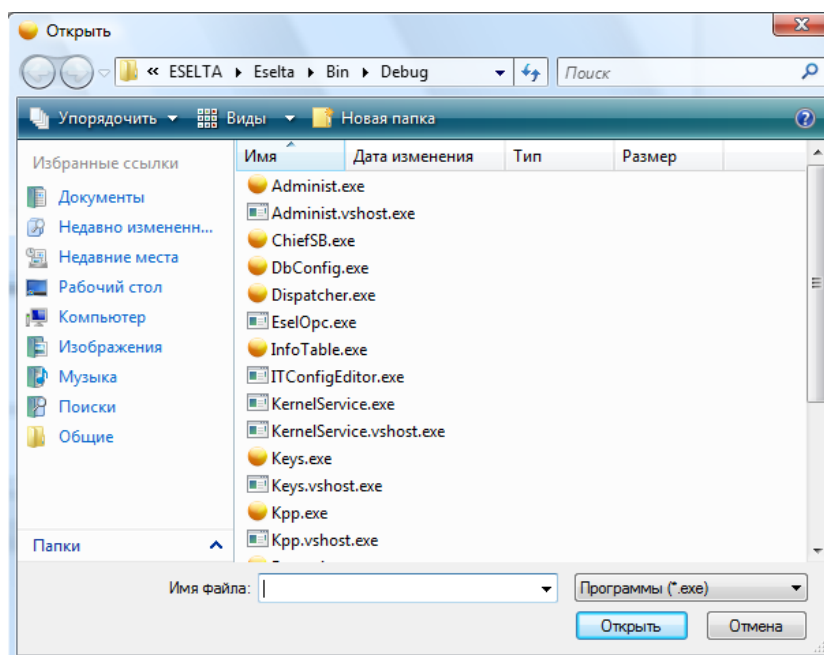 Открыть
« ESELTA ▸ Eselta ▸ Bin ▸ Debug
Поиск
Упорядочить Виды Новая папка
Избранные ссылки
Документы
Недавно измененн...
Недавние места
Рабочий стол
Компьютер
Изображения
Музыка
Поиски
Общие
Папки
Имя Дата изменения Тип Размер
Administ.exe
Administ.vshost.exe
ChiefSB.exe
DbConfig.exe
Dispatcher.exe
EselOpc.exe
InfoTable.exe
ITConfigEditor.exe
KernelService.exe
KernelService.vshost.exe
Keys.exe
Keys.vshost.exe
Kpp.exe
Kpp.vshost.exe
Имя файла:
Программы (*.exe)
Открыть Отмена